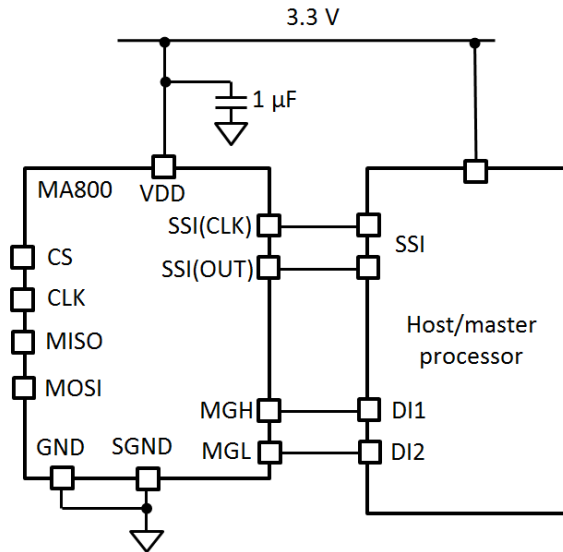 3.3 V
1 µF
MA800
VDD
SSI(CLK)
SSI
CS
SSI(OUT)
CLK
Host/master
processor
MISO
MOSI
MGH
DI1
GND
SGND
MGL
DI2